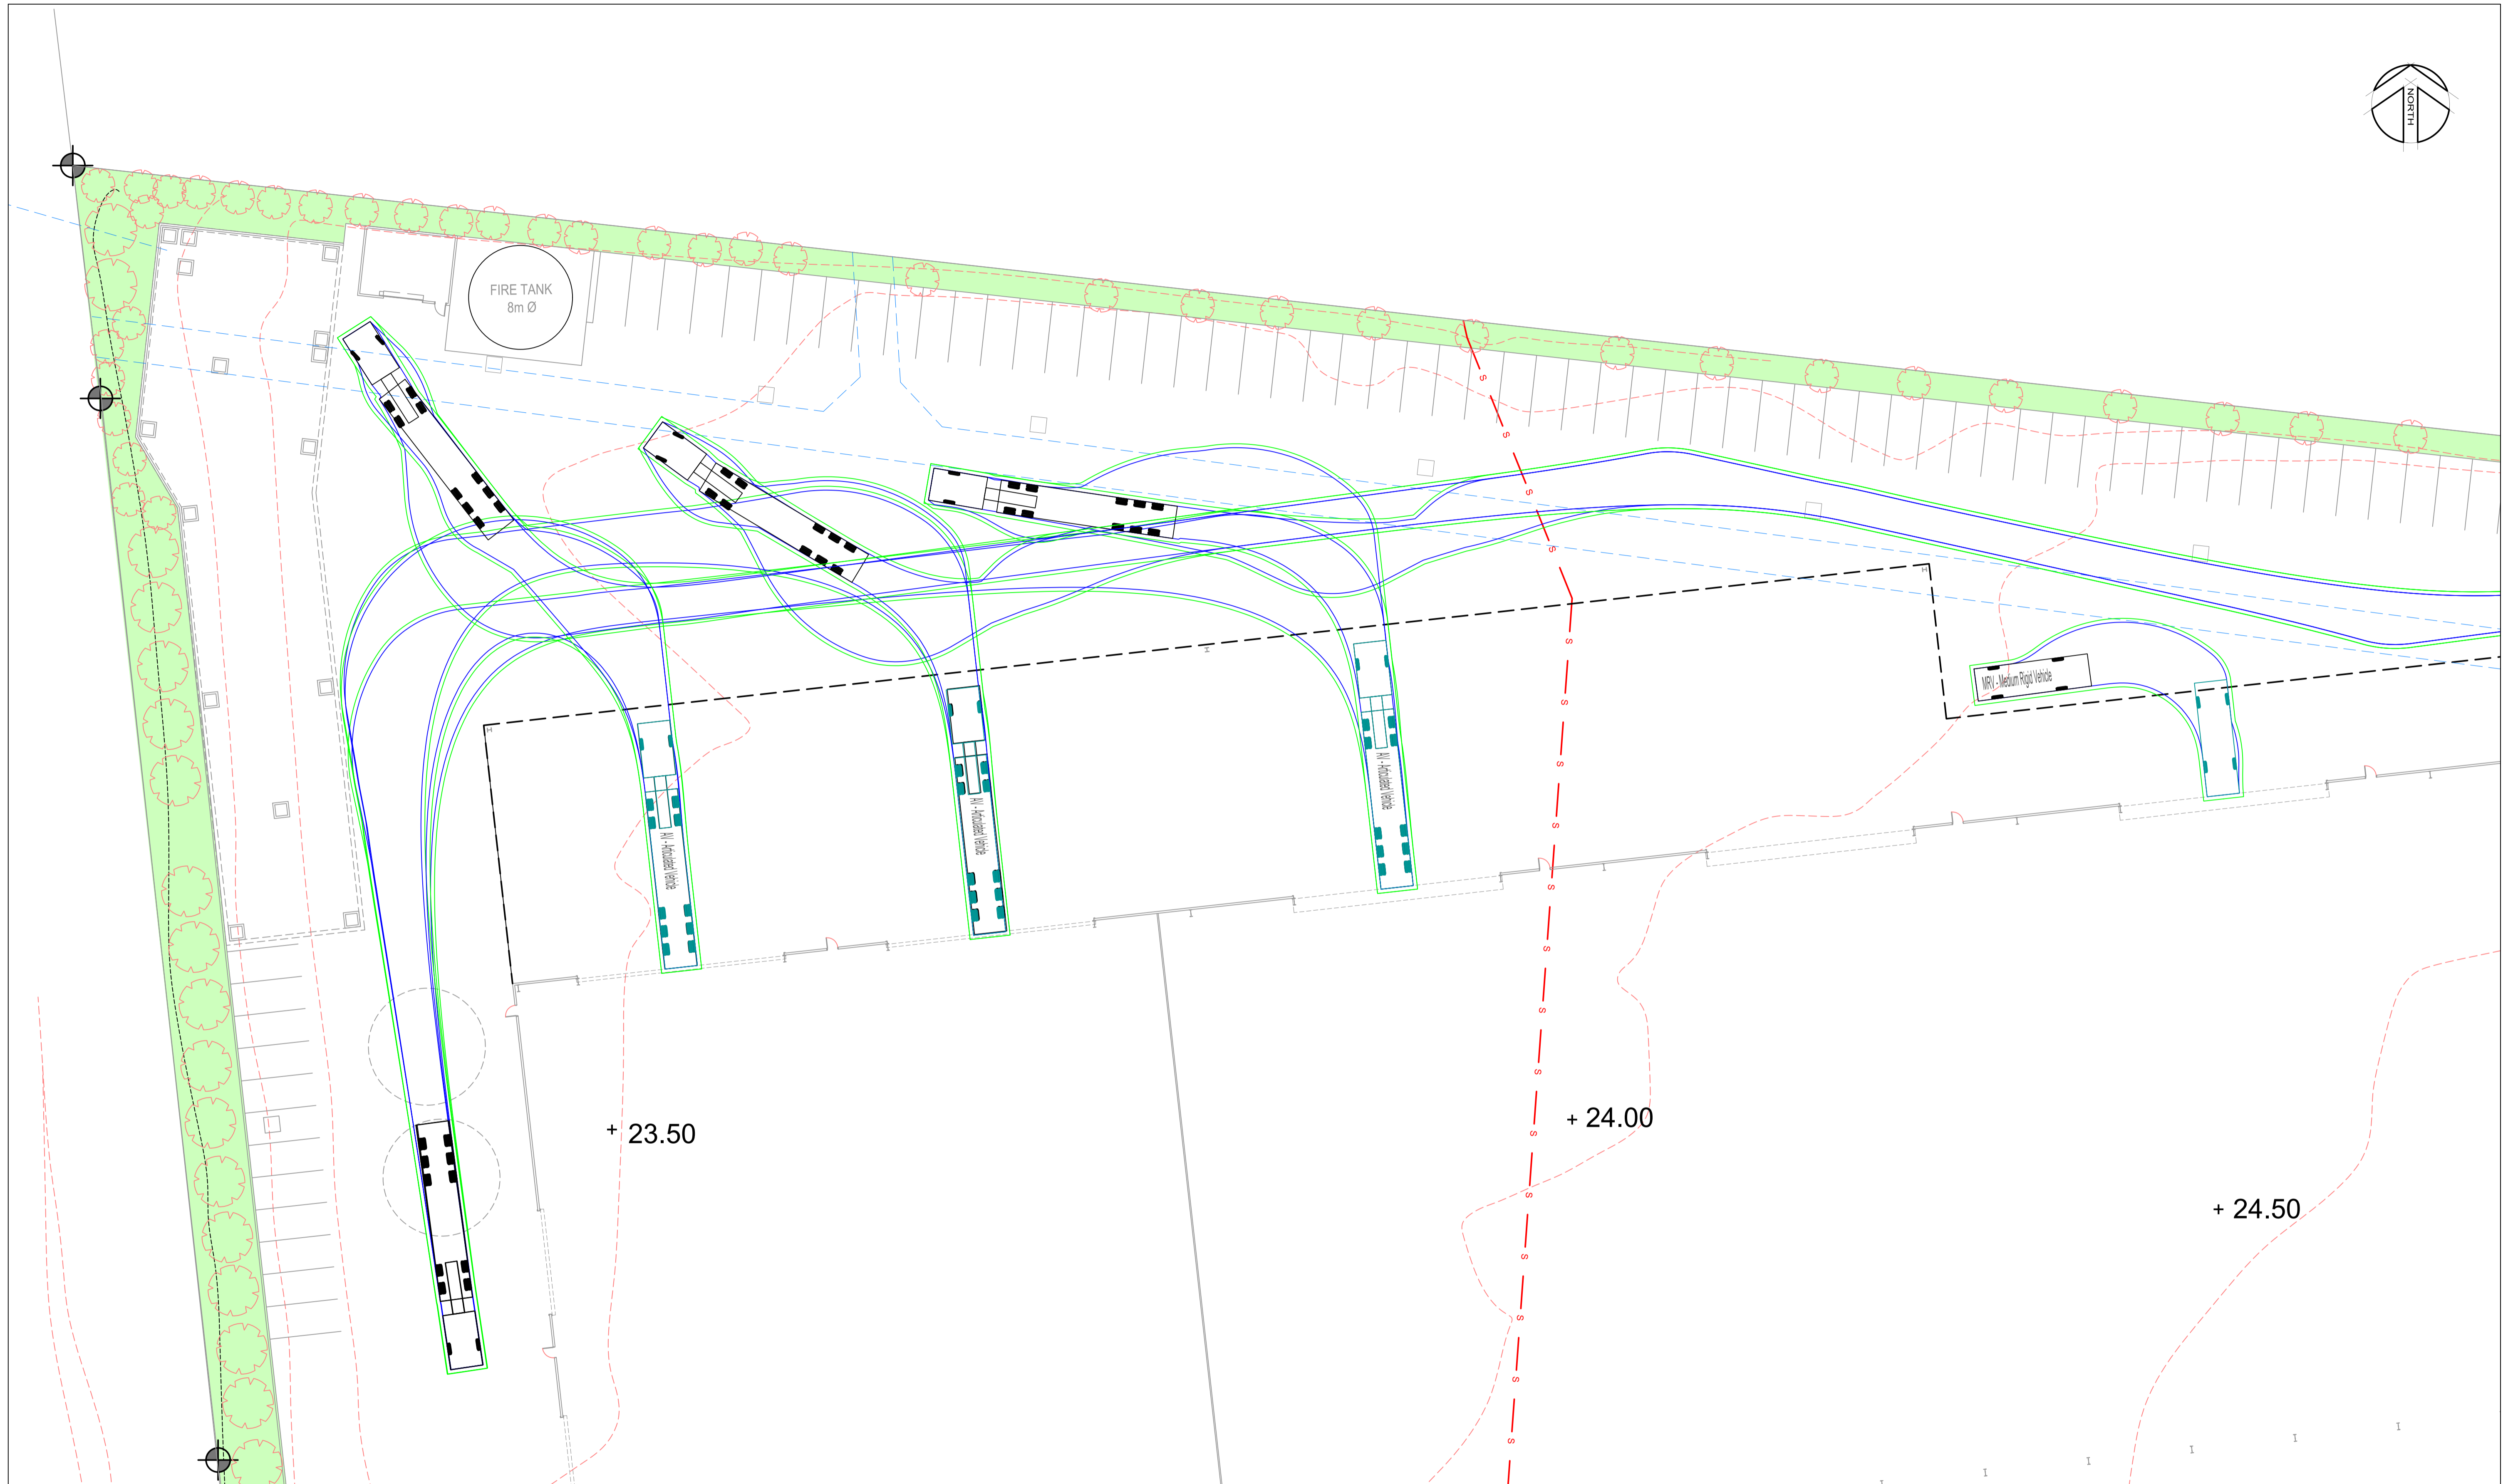 NORTH
FIRE TANK
8m Ø
S
S
S
S
MRV - Medium Rigid Vehicle
S
S
S
AV - Articulated Vehicle
AV - Articulated Vehicle
AV - Articulated Vehicle
S
S
S
S
S
+ 23.50
+ 24.00
S
S
+ 24.50
S
S
S
S